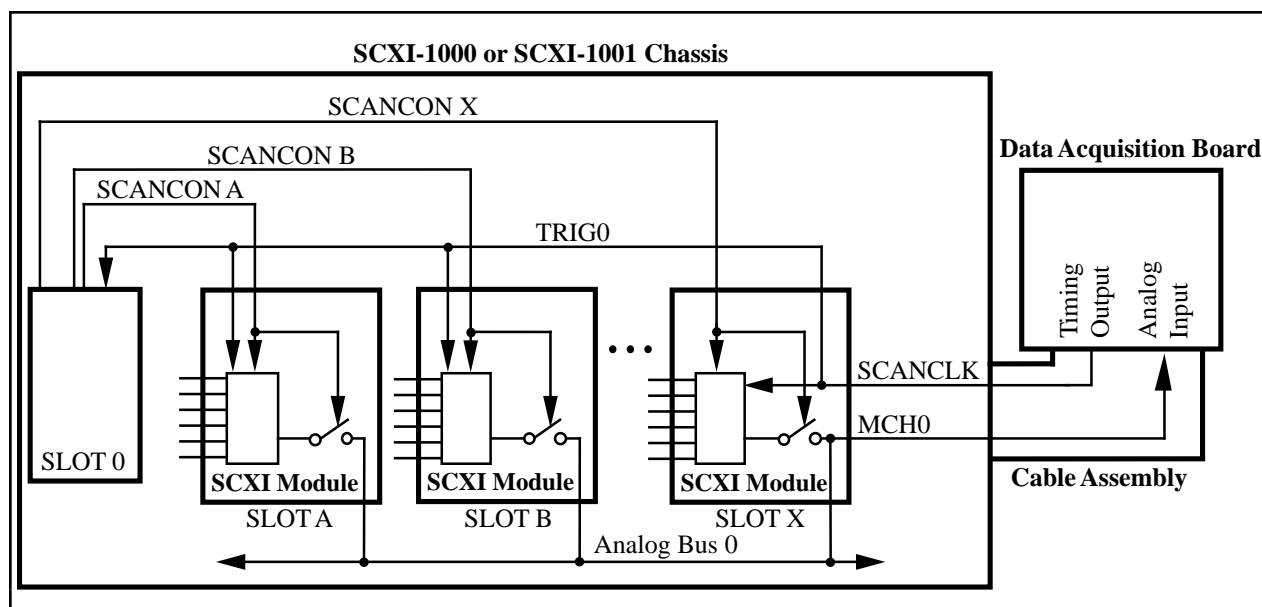 SCXI-1000 or SCXI-1001 Chassis
SCANCON X
SCANCON B
SCANCON A
TRIG0
Data Acquisition Board
Timing
Output
Analog
Input
SCANCLK
MCH0
Cable Assembly
SLOT 0
SCXI Module
SLOT A
SCXI Module
SLOT B
SCXI Module
SLOT X
Analog Bus 0